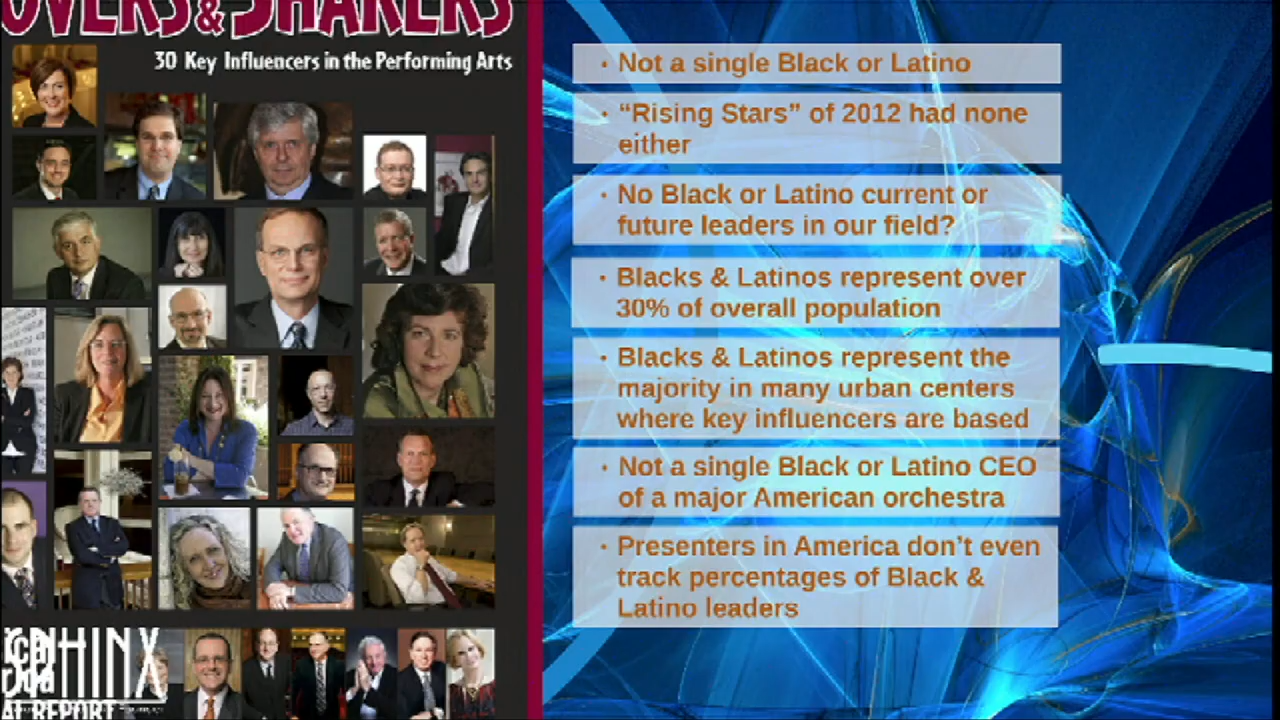 OVERS & SHAKERS
30 Key Influencers in the Performing Arts
SPHINX
AL REPORT
• Not a single Black or Latino
• “Rising Stars” of 2012 had none
either
• No Black or Latino current or
future leaders in our field?
• Blacks & Latinos represent over
30% of overall population
• Blacks & Latinos represent the
majority in many urban centers
where key influencers are based
• Not a single Black or Latino CEO
of a major American orchestra
• Presenters in America don’t even
track percentages of Black &
Latino leaders